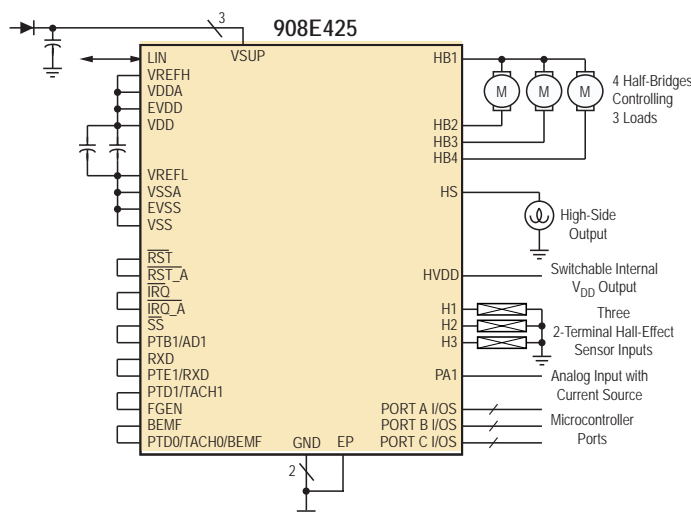 908E425
3
LIN
VSUP
VREFH
VDDA
EVDD
VDD
VREFL
VSSA
EVSS
VSS
RST
RST_A
IRQ
IRQ_A
SS
PTB1/AD1
RXD
PTE1/RXD
PTD1/TACH1
FGEN
BEMF
PTD0/TACH0/BEMF
GND
EP
2
HB1
HB2
HB3
HB4
HS
HVDD
H1
H2
H3
PA1
PORT A I/OS
PORT B I/OS
PORT C I/OS
M
M
M
4 Half-Bridges
Controlling
3 Loads
High-Side
Output
Switchable Internal
VDD Output
Three
2-Terminal Hall-Effect
Sensor Inputs
Analog Input with
Current Source
Microcontroller
Ports